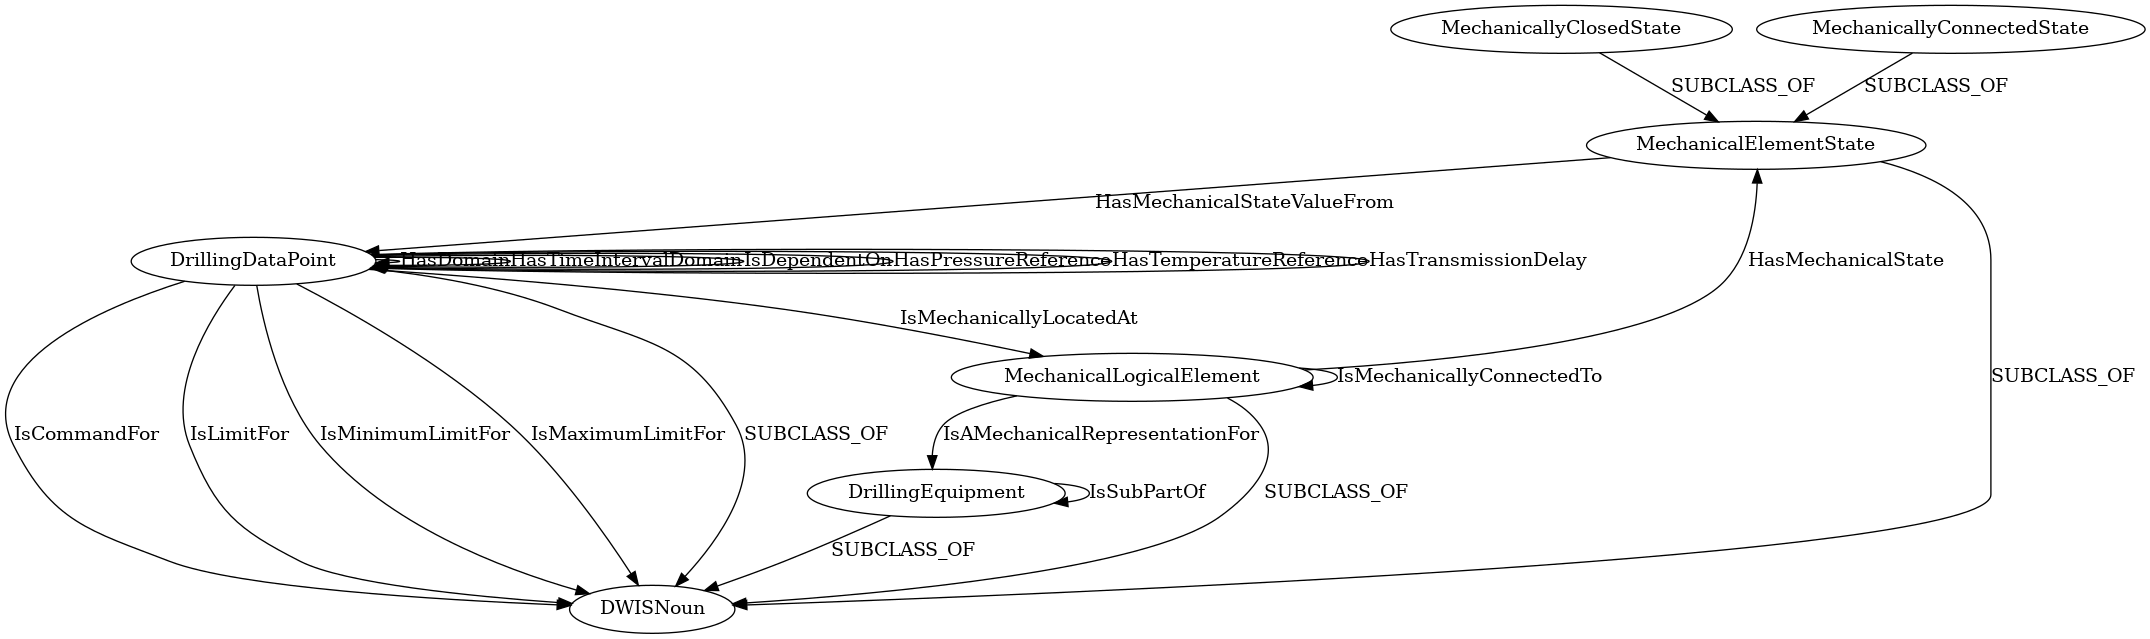 MechanicallyClosedState
MechanicallyConnectedState
SUBCLASS_OF
SUBCLASS_OF
MechanicalElementState
HasMechanicalStateValueFrom
DrillingDataPoint
HasDomain
HasTimeIntervalDomain
IsDependentOn
HasPressureReference
HasTemperatureReference
HasTransmissionDelay
HasMechanicalState
IsMechanicallyLocatedAt
MechanicalLogicalElement
IsMechanicallyConnectedTo
SUBCLASS_OF
IsCommandFor
IsLimitFor
IsMinimumLimitFor
IsMaximumLimitFor
SUBCLASS_OF
IsAMechanicalRepresentationFor
DrillingEquipment
IsSubPartOf
SUBCLASS_OF
SUBCLASS_OF
DWISNoun